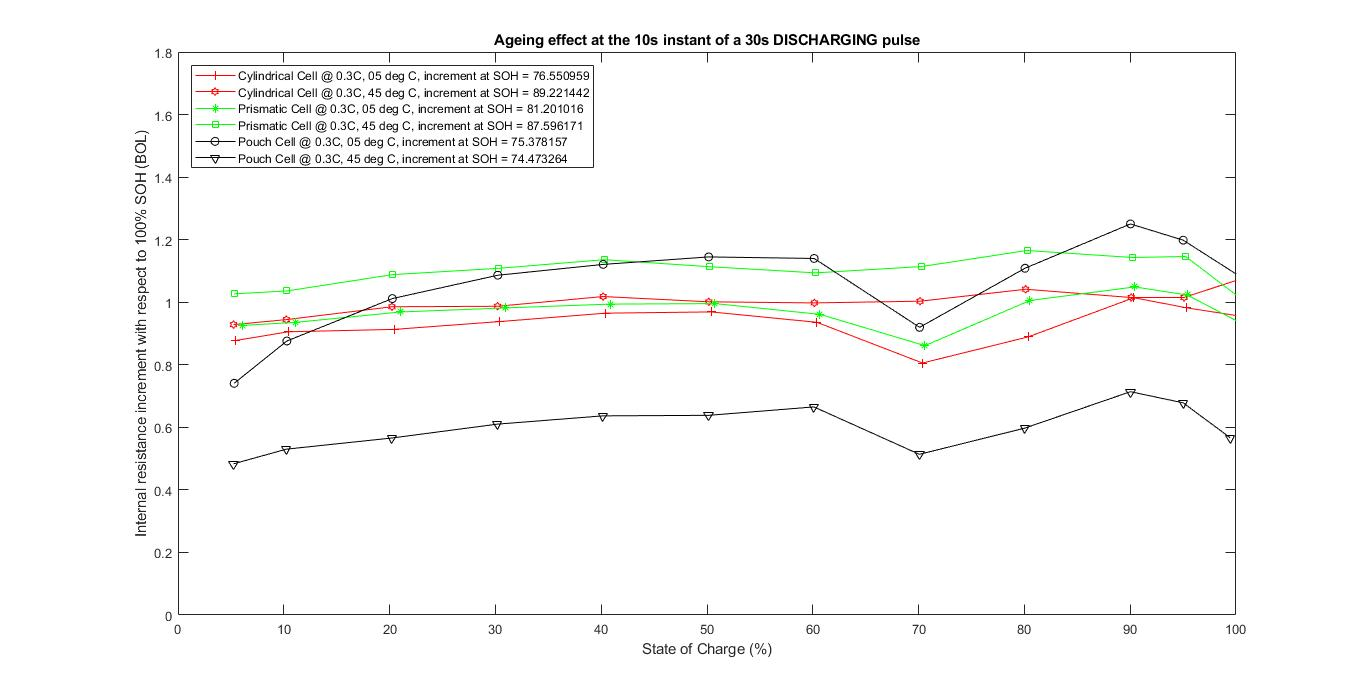 Ageing effect at the 10s instant of a 30s DISCHARGING pulse
Cylindrical Cell @ 0.3C, 05 deg C, increment at SOH = 76.550959
Cylindrical Cell @ 0.3C, 45 deg C, increment at SOH = 89.221442
Prismatic Cell @ 0.3C, 05 deg C, increment at SOH = 81.201016
Prismatic Cell @ 0.3C, 45 deg C, increment at SOH = 87.596171
Pouch Cell @ 0.3C, 05 deg C, increment at SOH = 75.378157
Pouch Cell @ 0.3C, 45 deg C, increment at SOH = 74.473264
Internal resistance increment with respect to 100% SOH (BOL)
1.8
1.6
1.4
1.2
1
0.8
0.6
0.4
0.2
0
0 10 20 30 40 50 60 70 80 90 100
State of Charge (%)